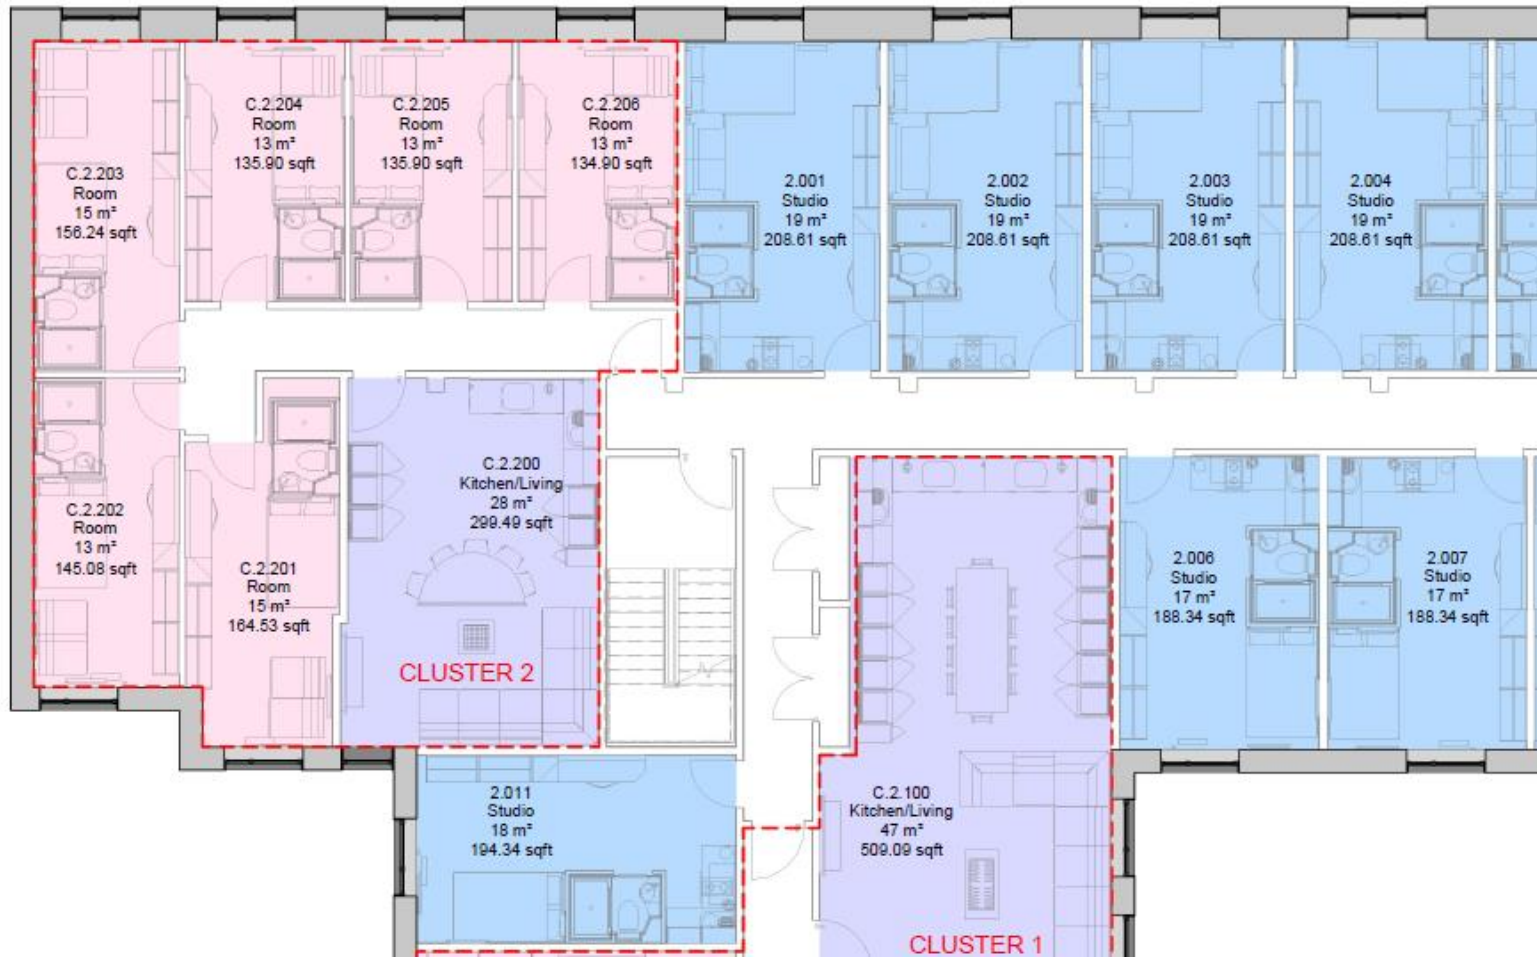 C.2.204
Room
13 m²
135.90 sqft
C.2.205
Room
13 m²
135.90 sqft
C.2.206
Room
13 m²
134.90 sqft
C.2.203
Room
15 m²
156.24 sqft
2.001
Studio
19 m²
208.61 sqft
2.002
Studio
19 m²
208.61 sqft
2.003
Studio
19 m²
208.61 sqft
2.004
Studio
19 m²
208.61 sqft
C.2.200
Kitchen/Living
28 m²
299.49 sqft
C.2.202
Room
13 m²
145.08 sqft
C.2.201
Room
15 m²
164.53 sqft
CLUSTER 2
2.006
Studio
17 m²
188.34 sqft
2.007
Studio
17 m²
188.34 sqft
2.011
Studio
18 m²
194.34 sqft
C.2.100
Kitchen/Living
47 m²
509.09 sqft
CLUSTER 1